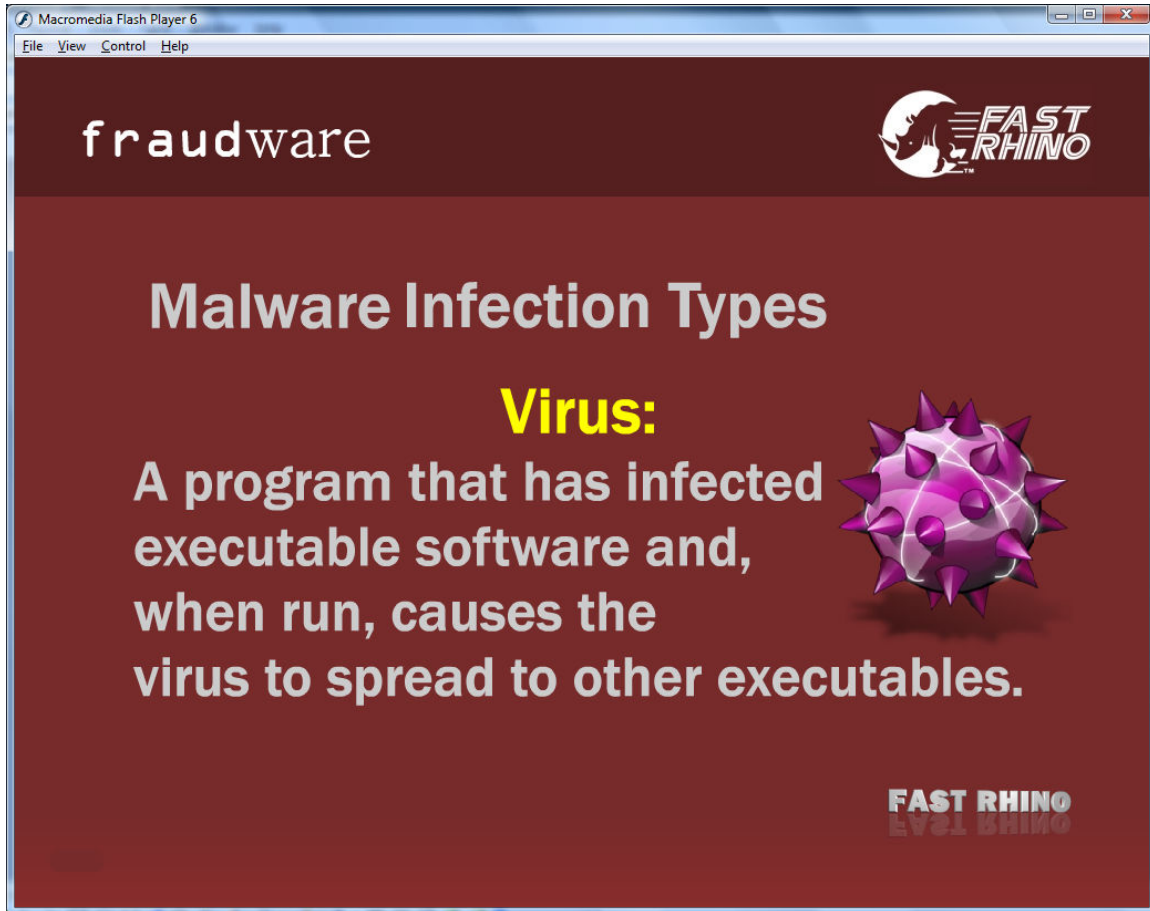 Macromedia Flash Player 6
File View Control Help
fraudware
FAST
RHINO
TM
Malware Infection Types
Virus:
A program that has infected
executable software and,
when run, causes the
virus to spread to other executables.
FAST RHINO